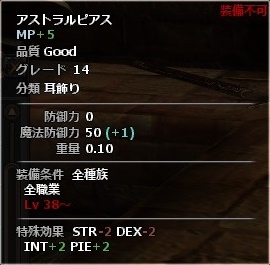 装備不可
アストラルピアス
MP+5
品質 Good
グレード 14
分類 耳飾り
防御力 0
魔法防御力 50 (+1)
重量 0.10
装備条件 全種族
全職業
Lv 38～
特殊効果 STR-2 DEX-2
INT+2 PIE+2